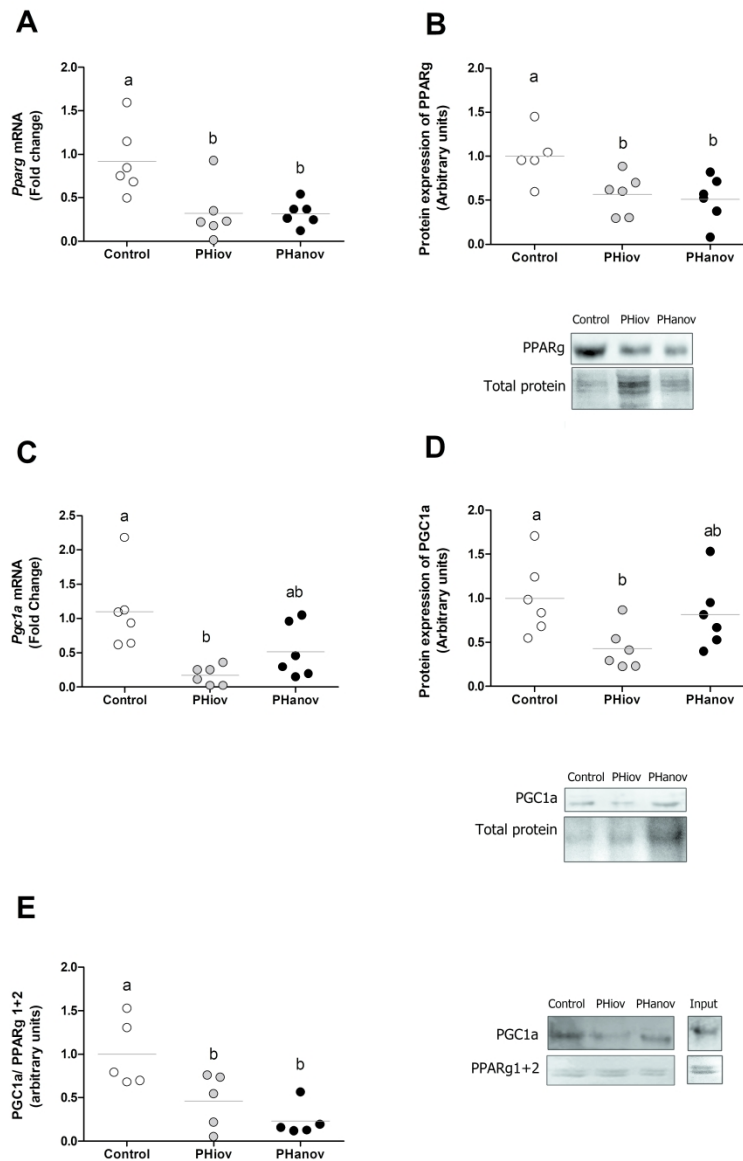 A
Pparg mRNA
(Fold change)
2.0
1.5
1.0
0.5
0.0
a
b
b
Control PHiov PHanov
B
Protein expression of PPARg
(Arbitrary units)
2.0
1.5
1.0
0.5
0.0
a
b
b
Control PHiov PHanov
Control PHiov PHanov
PPARg
Total protein
C
Pgc1a mRNA
(Fold Change)
2.5
2.0
1.5
1.0
0.5
0.0
a
b
ab
Control PHiov PHanov
D
Protein expression of PGC1a
(Arbitrary units)
2.0
1.5
1.0
0.5
0.0
a
b
ab
Control PHiov PHanov
Control PHiov PHanov
PGC1a
Total protein
E
PGC1a/ PPARg 1+2
(arbitrary units)
2.0
1.5
1.0
0.5
0.0
a
b
b
Control PHiov PHanov
Control PHiov PHanov Input
PGC1a
PPARg1+2